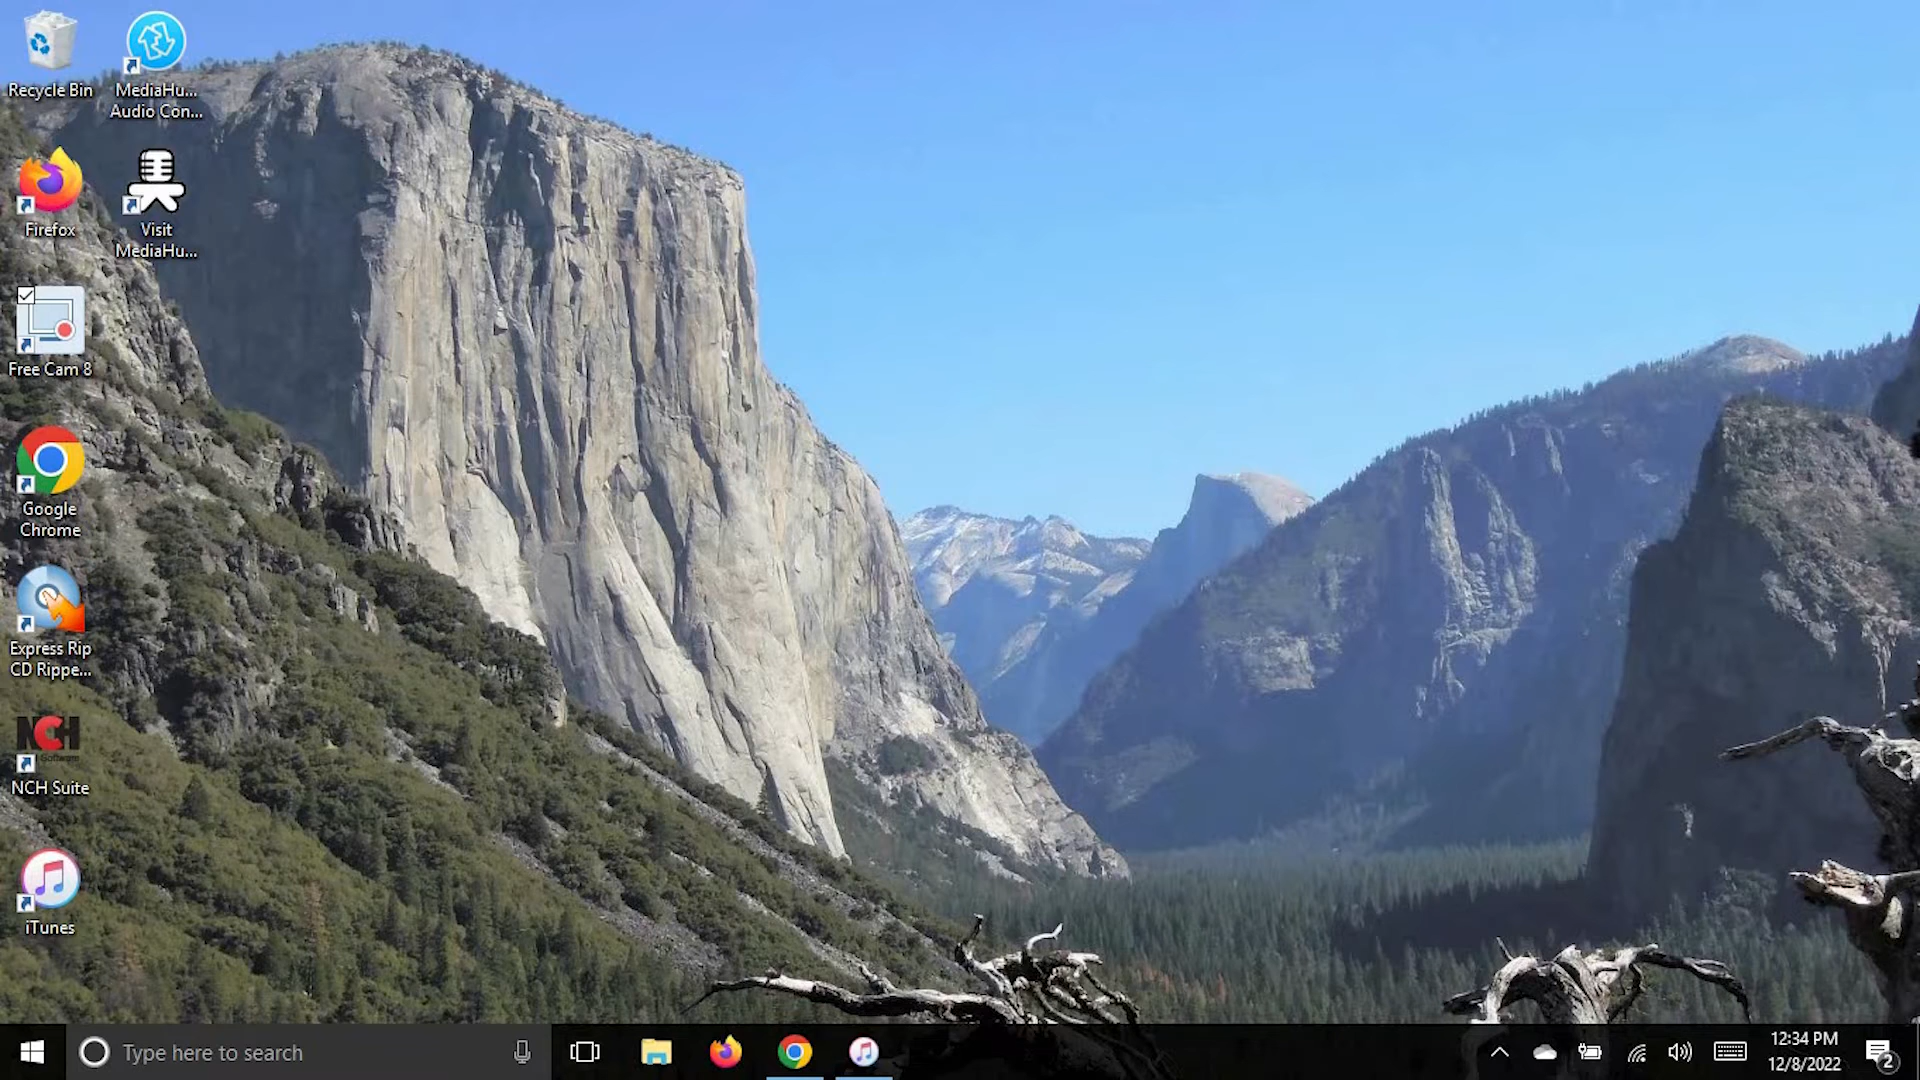 Recycle Bin
MediaHu...
Audio Con...
Firefox
Visit
MediaHu...
Free Cam 8
Google
Chrome
Express Rip
CD Rippe...
NCH
Software
NCH Suite
iTunes
Type here to search
12:34 PM
12/8/2022
2